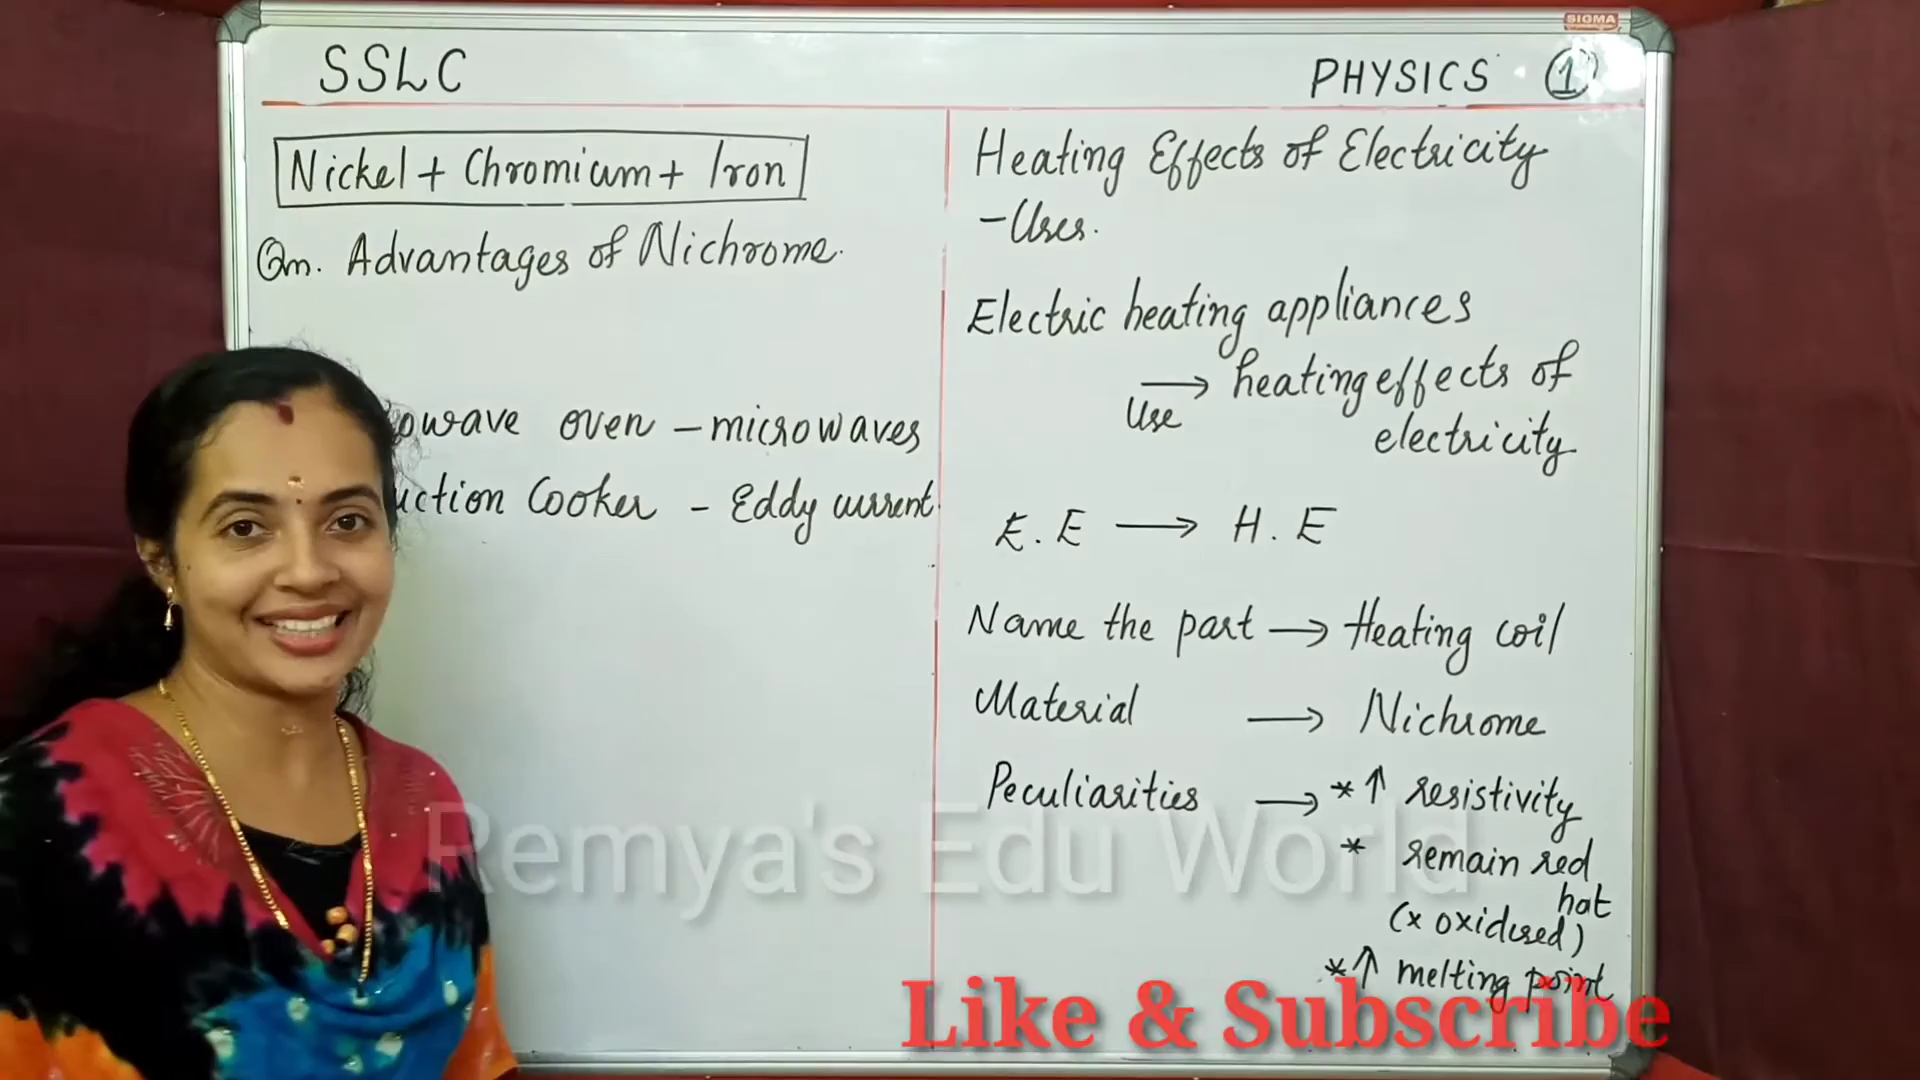 SIGMA
SSLC
PHYSICS 1
Nickel + Chromium + Iron
Qn. Advantages of Nichrome.
owave oven - microwaves
uction Cooker - Eddy current.
Heating Effects of Electricity
- Uses.
Electric heating appliances
→ heating effects of
Use
electricity
E.E → H.E
Name the part → Heating coil
Material → Nichrome
Peculiarities → * ↑ resistivity
* remain red
hot
(x oxidised)
* ↑ melting point
Remya's Edu World
Like & Subscribe